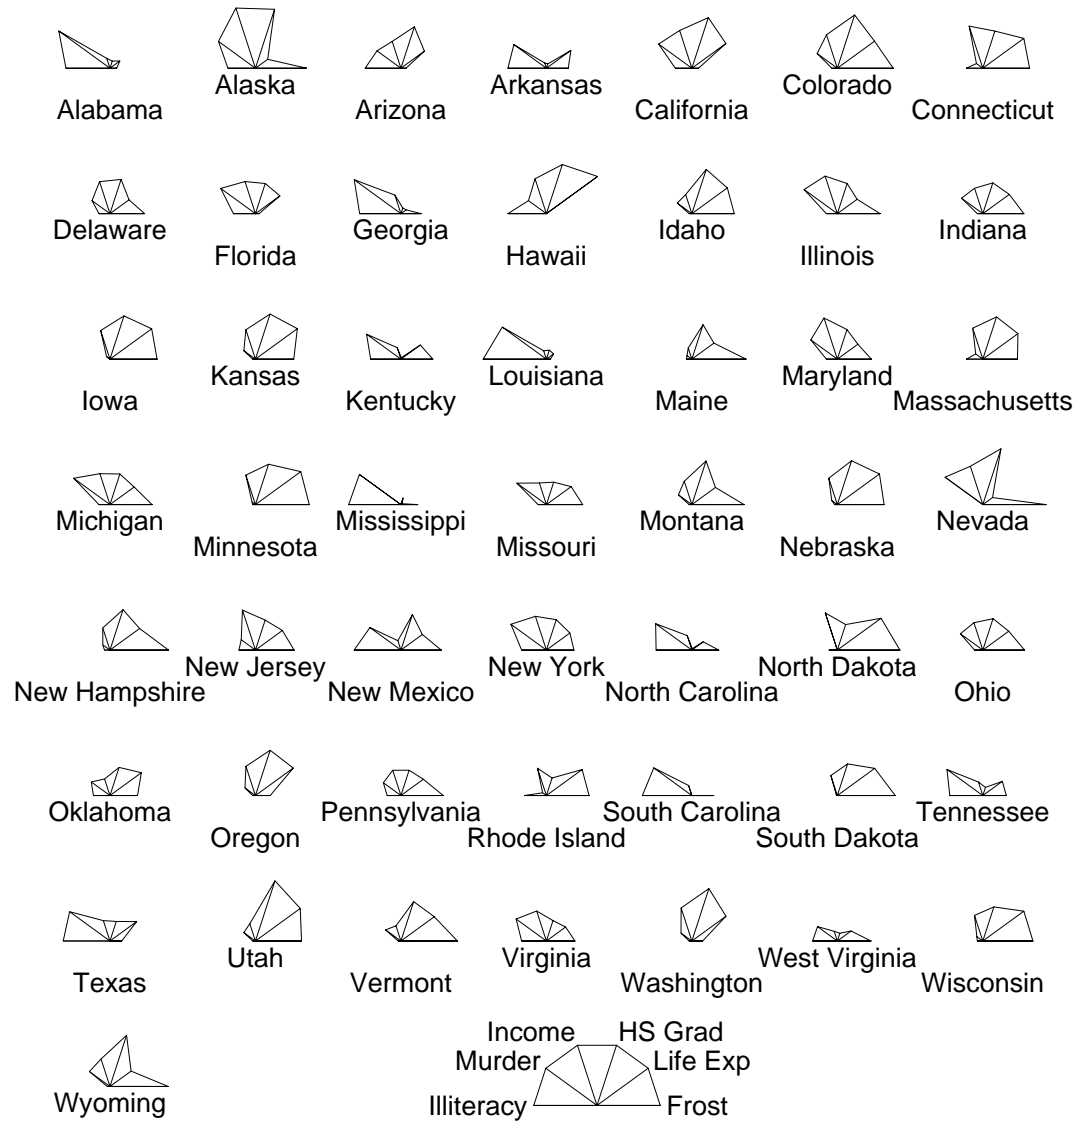 Alabama
Alaska
Arizona
Arkansas
California
Colorado
Connecticut
Delaware
Florida
Georgia
Hawaii
Idaho
Illinois
Indiana
Iowa
Kansas
Kentucky
Louisiana
Maine
Maryland
Massachusetts
Michigan
Minnesota
Mississippi
Missouri
Montana
Nebraska
Nevada
New Hampshire
New Jersey
New Mexico
New York
North Carolina
North Dakota
Ohio
Oklahoma
Oregon
Pennsylvania
Rhode Island
South Carolina
South Dakota
Tennessee
Texas
Utah
Vermont
Virginia
Washington
West Virginia
Wisconsin
Wyoming
Income
HS Grad
Murder
Life Exp
Illiteracy
Frost